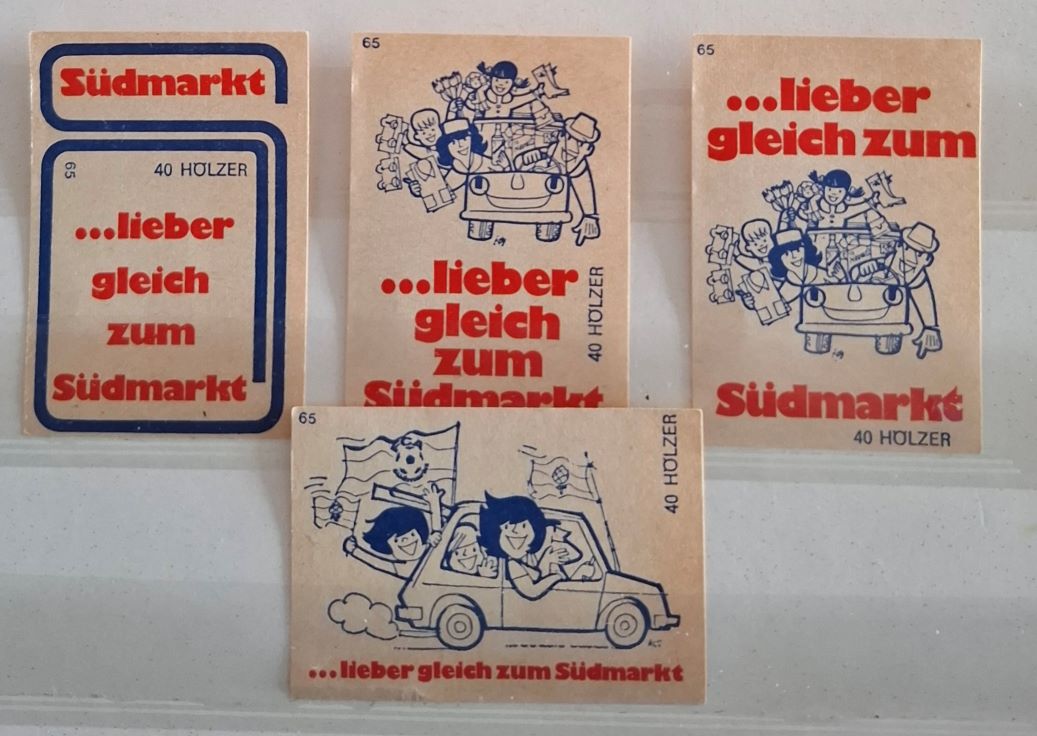 Südmarkt
65
40 HÖLZER
...lieber
gleich
zum
Südmarkt
65
...lieber
gleich
zum
Südmarkt
40 HÖLZER
65
...lieber
gleich zum
Südmarkt
40 HÖLZER
65
40 HÖLZER
...lieber gleich zum Südmarkt